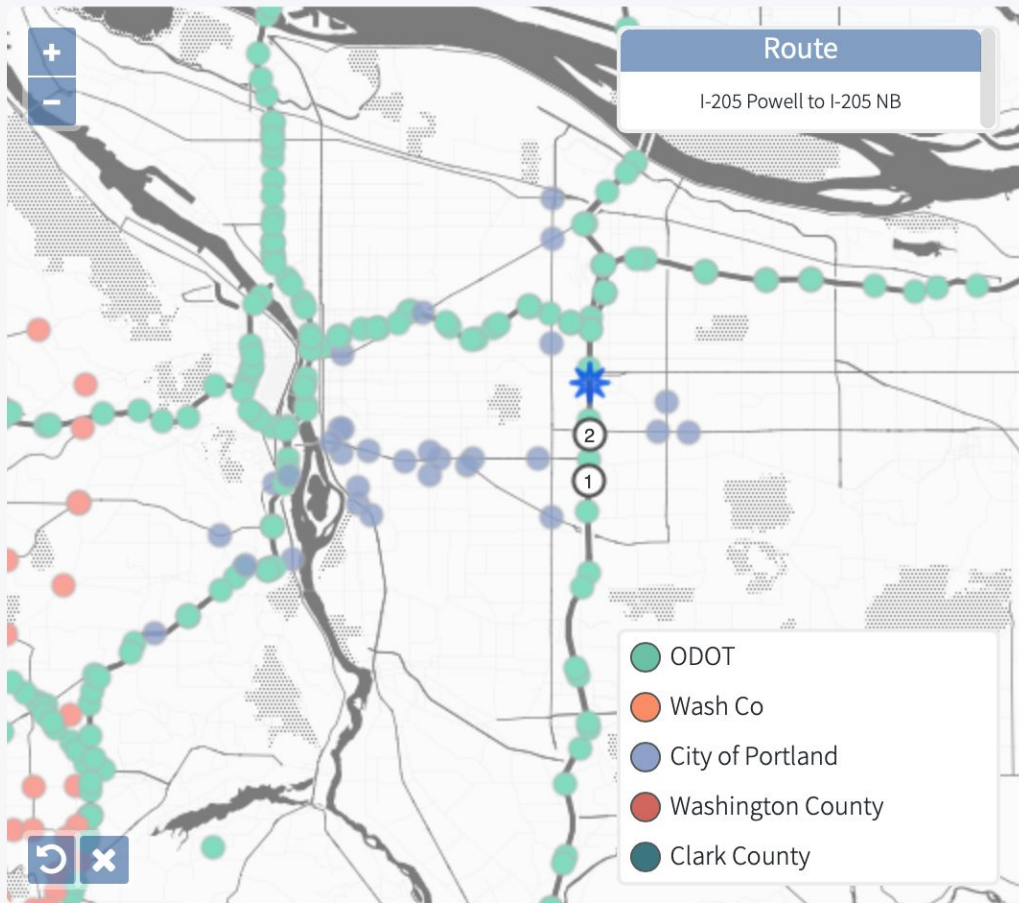 +
−
Route
I-205 Powell to I-205 NB
2
1
ODOT
Wash Co
City of Portland
Washington County
Clark County